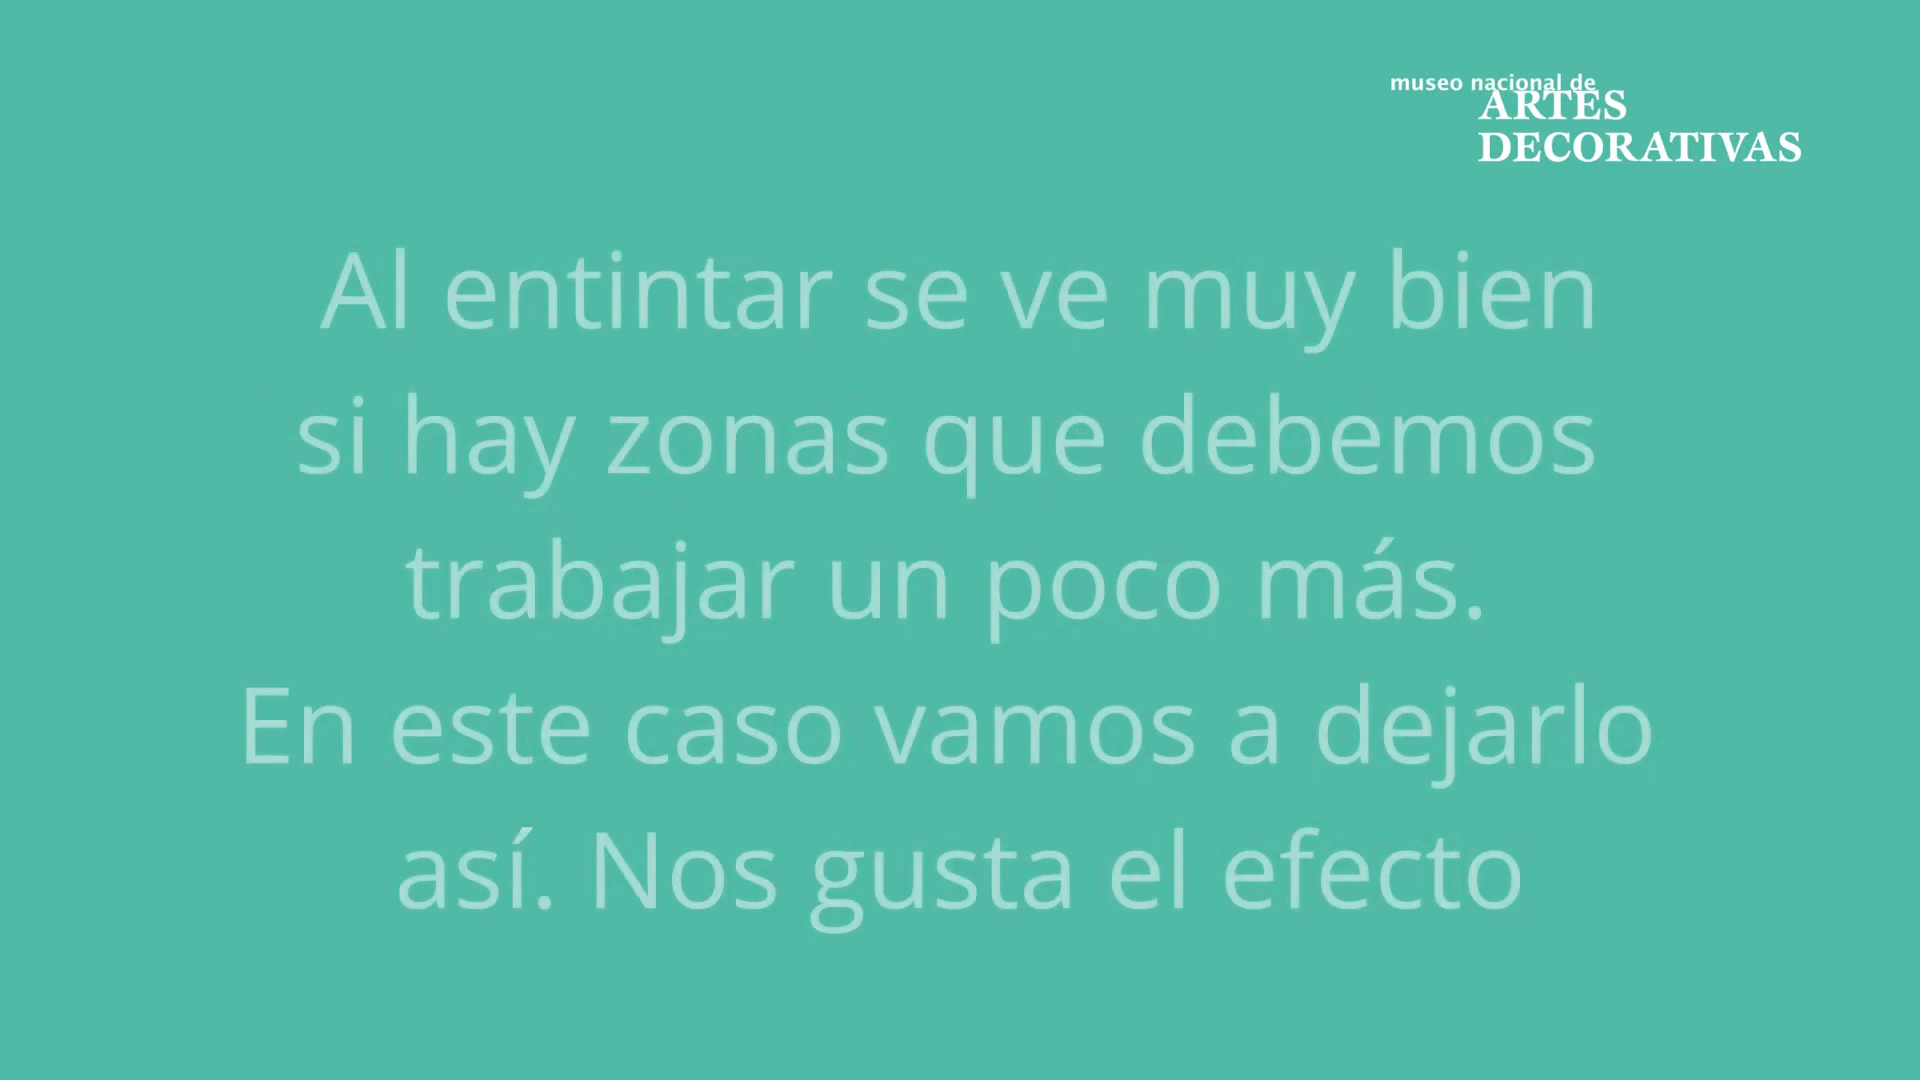 museo nacional de
ARTES
DECORATIVAS
Al entintar se ve muy bien
si hay zonas que debemos
trabajar un poco más.
En este caso vamos a dejarlo
así. Nos gusta el efecto